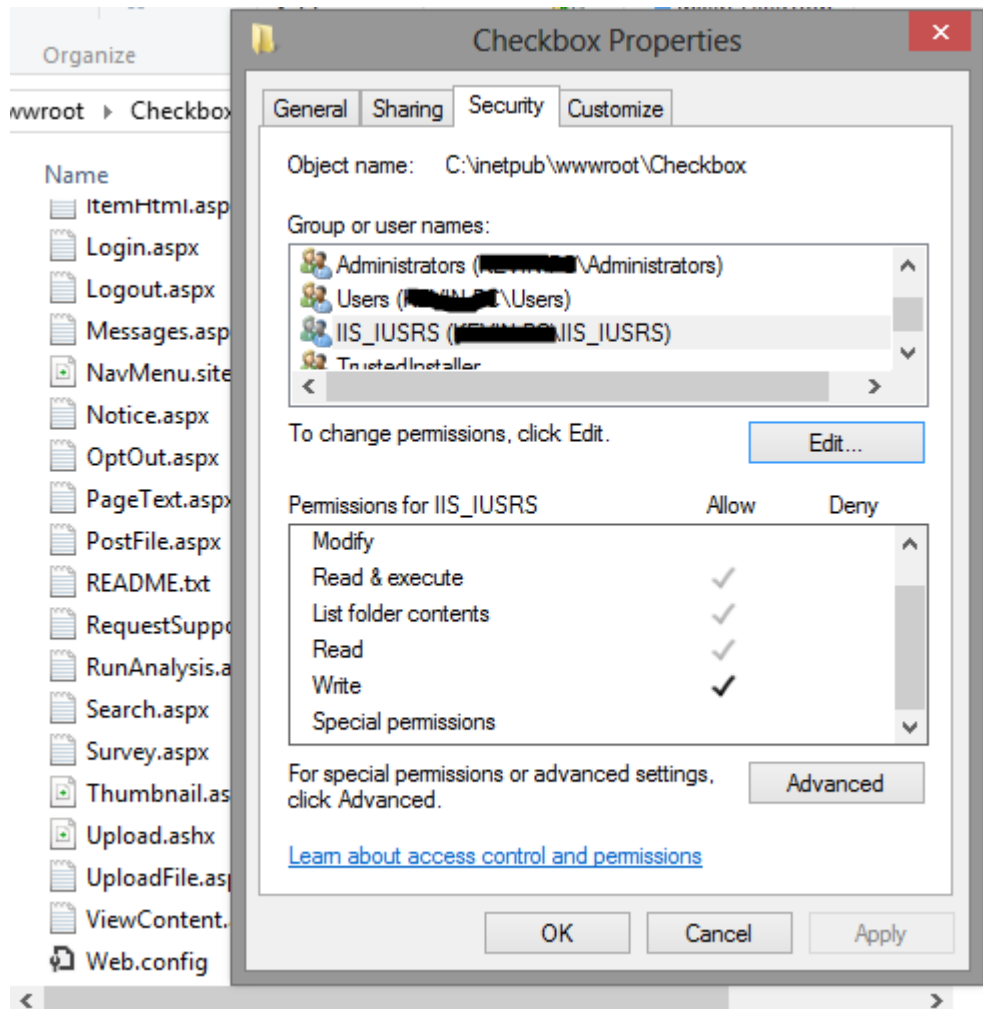 Organize
Checkbox Properties
wwroot
Checkbox
General
Sharing
Security
Customize
Object name: C:\inetpub\wwwroot\Checkbox
Name
ItemHtml.asp
Login.aspx
Logout.aspx
Messages.asp
NavMenu.site
Notice.aspx
OptOut.aspx
PageText.aspx
PostFile.aspx
README.txt
RequestSuppo
RunAnalysis.a
Search.aspx
Survey.aspx
Thumbnail.as
Upload.ashx
UploadFile.asp
ViewContent.
Web.config
Group or user names:
Administrators ( \Administrators)
Users ( \Users)
IIS_IUSRS ( \IIS_IUSRS)
TrustedInstaller
To change permissions, click Edit.
Edit...
Permissions for IIS_IUSRS Allow Deny
Modify
Read & execute
List folder contents
Read
Write
Special permissions
For special permissions or advanced settings,
click Advanced.
Advanced
Learn about access control and permissions
OK
Cancel
Apply